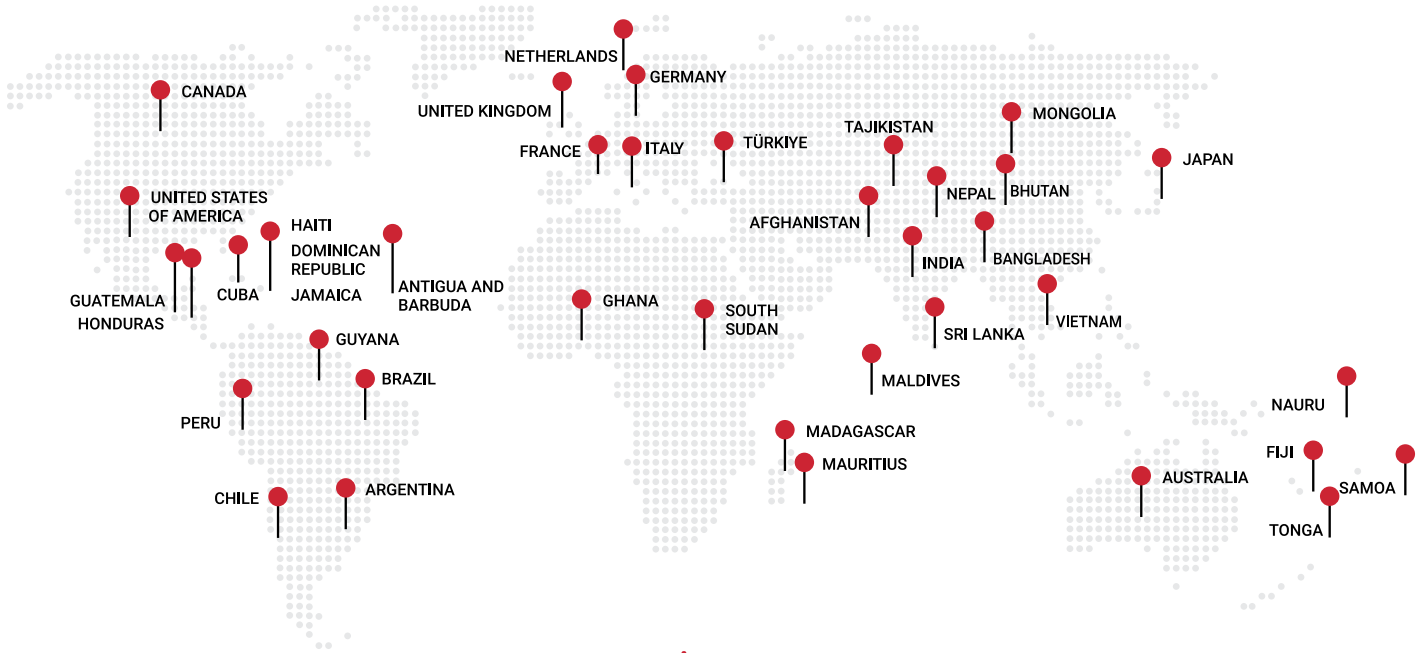 NETHERLANDS
GERMANY
CANADA
UNITED KINGDOM
MONGOLIA
TAJIKISTAN
TÜRKIYE
FRANCE
ITALY
JAPAN
UNITED STATES
OF AMERICA
NEPAL
BHUTAN
AFGHANISTAN
HAITI
DOMINICAN
REPUBLIC
JAMAICA
INDIA
BANGLADESH
ANTIGUA AND
BARBUDA
CUBA
GUATEMALA
HONDURAS
GHANA
SOUTH
SUDAN
VIETNAM
SRI LANKA
GUYANA
BRAZIL
MALDIVES
PERU
NAURU
MADAGASCAR
MAURITIUS
FIJI
AUSTRALIA
SAMOA
CHILE
ARGENTINA
TONGA